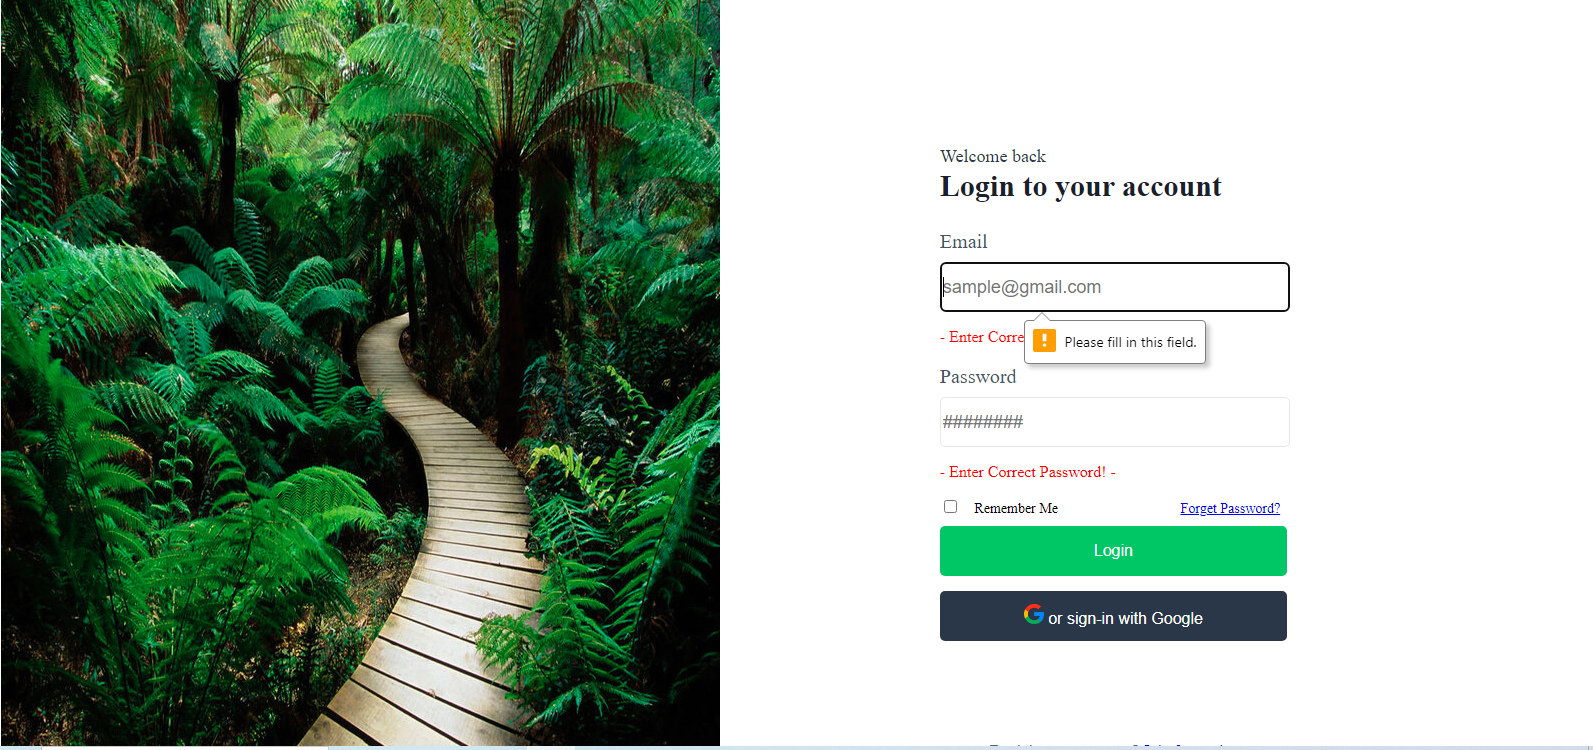 Welcome back
Login to your account
Email
sample@gmail.com
- Enter Corre
Please fill in this field.
Password
########
- Enter Correct Password! -
Remember Me
Forget Password?
Login
or sign-in with Google